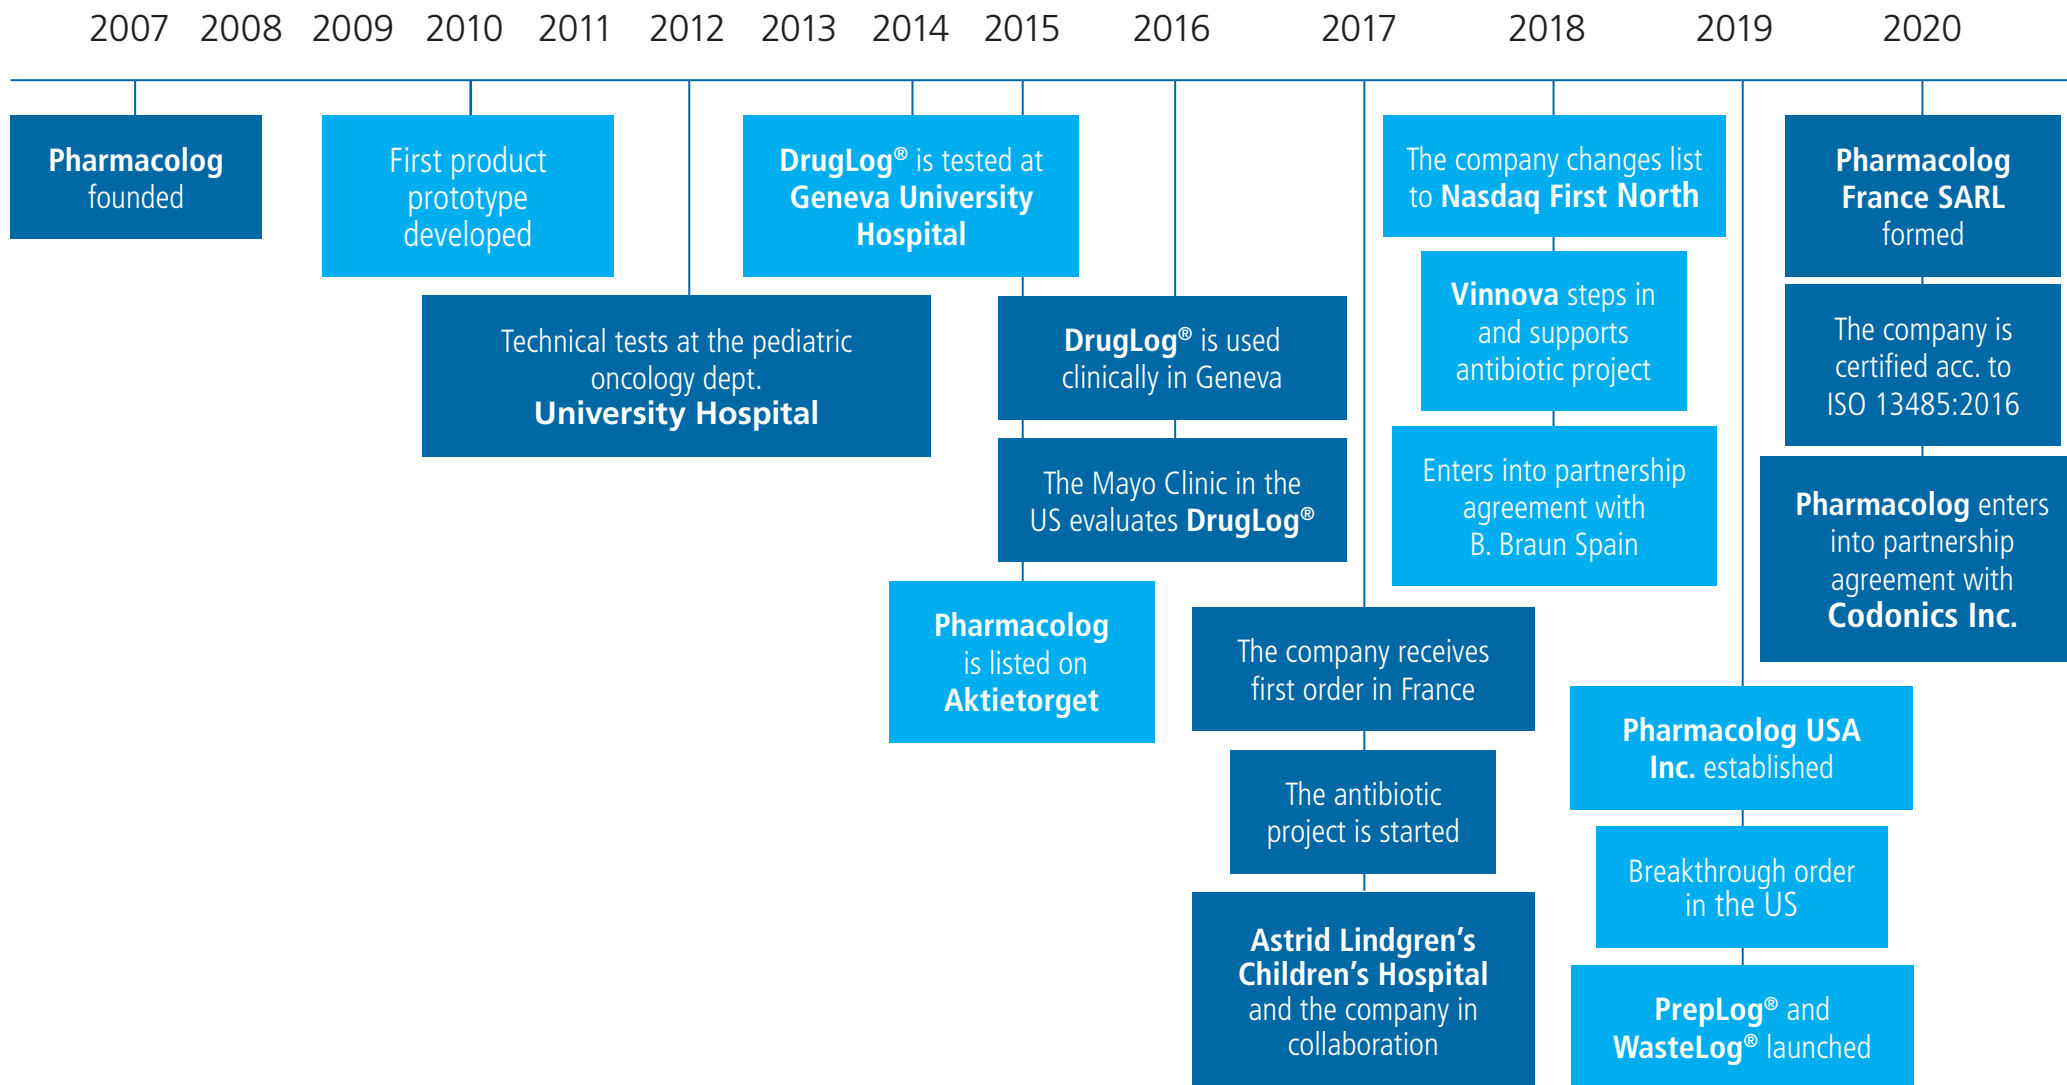 2007 2008 2009 2010 2011 2012 2013 2014 2015 2016 2017 2018 2019 2020
Pharmacolog
founded
First product
prototype
developed
Technical tests at the pediatric
oncology dept.
University Hospital
DrugLog® is tested at
Geneva University
Hospital
Pharmacolog
is listed on
Aktietorget
DrugLog® is used
clinically in Geneva
The Mayo Clinic in the
US evaluates DrugLog®
The company receives
first order in France
The antibiotic
project is started
Astrid Lindgren’s
Children’s Hospital
and the company in
collaboration
The company changes list
to Nasdaq First North
Vinnova steps in
and supports
antibiotic project
Enters into partnership
agreement with
B. Braun Spain
Pharmacolog USA
Inc. established
Breakthrough order
in the US
PrepLog® and
WasteLog® launched
Pharmacolog
France SARL
formed
The company is
certified acc. to
ISO 13485:2016
Pharmacolog enters
into partnership
agreement with
Codonics Inc.